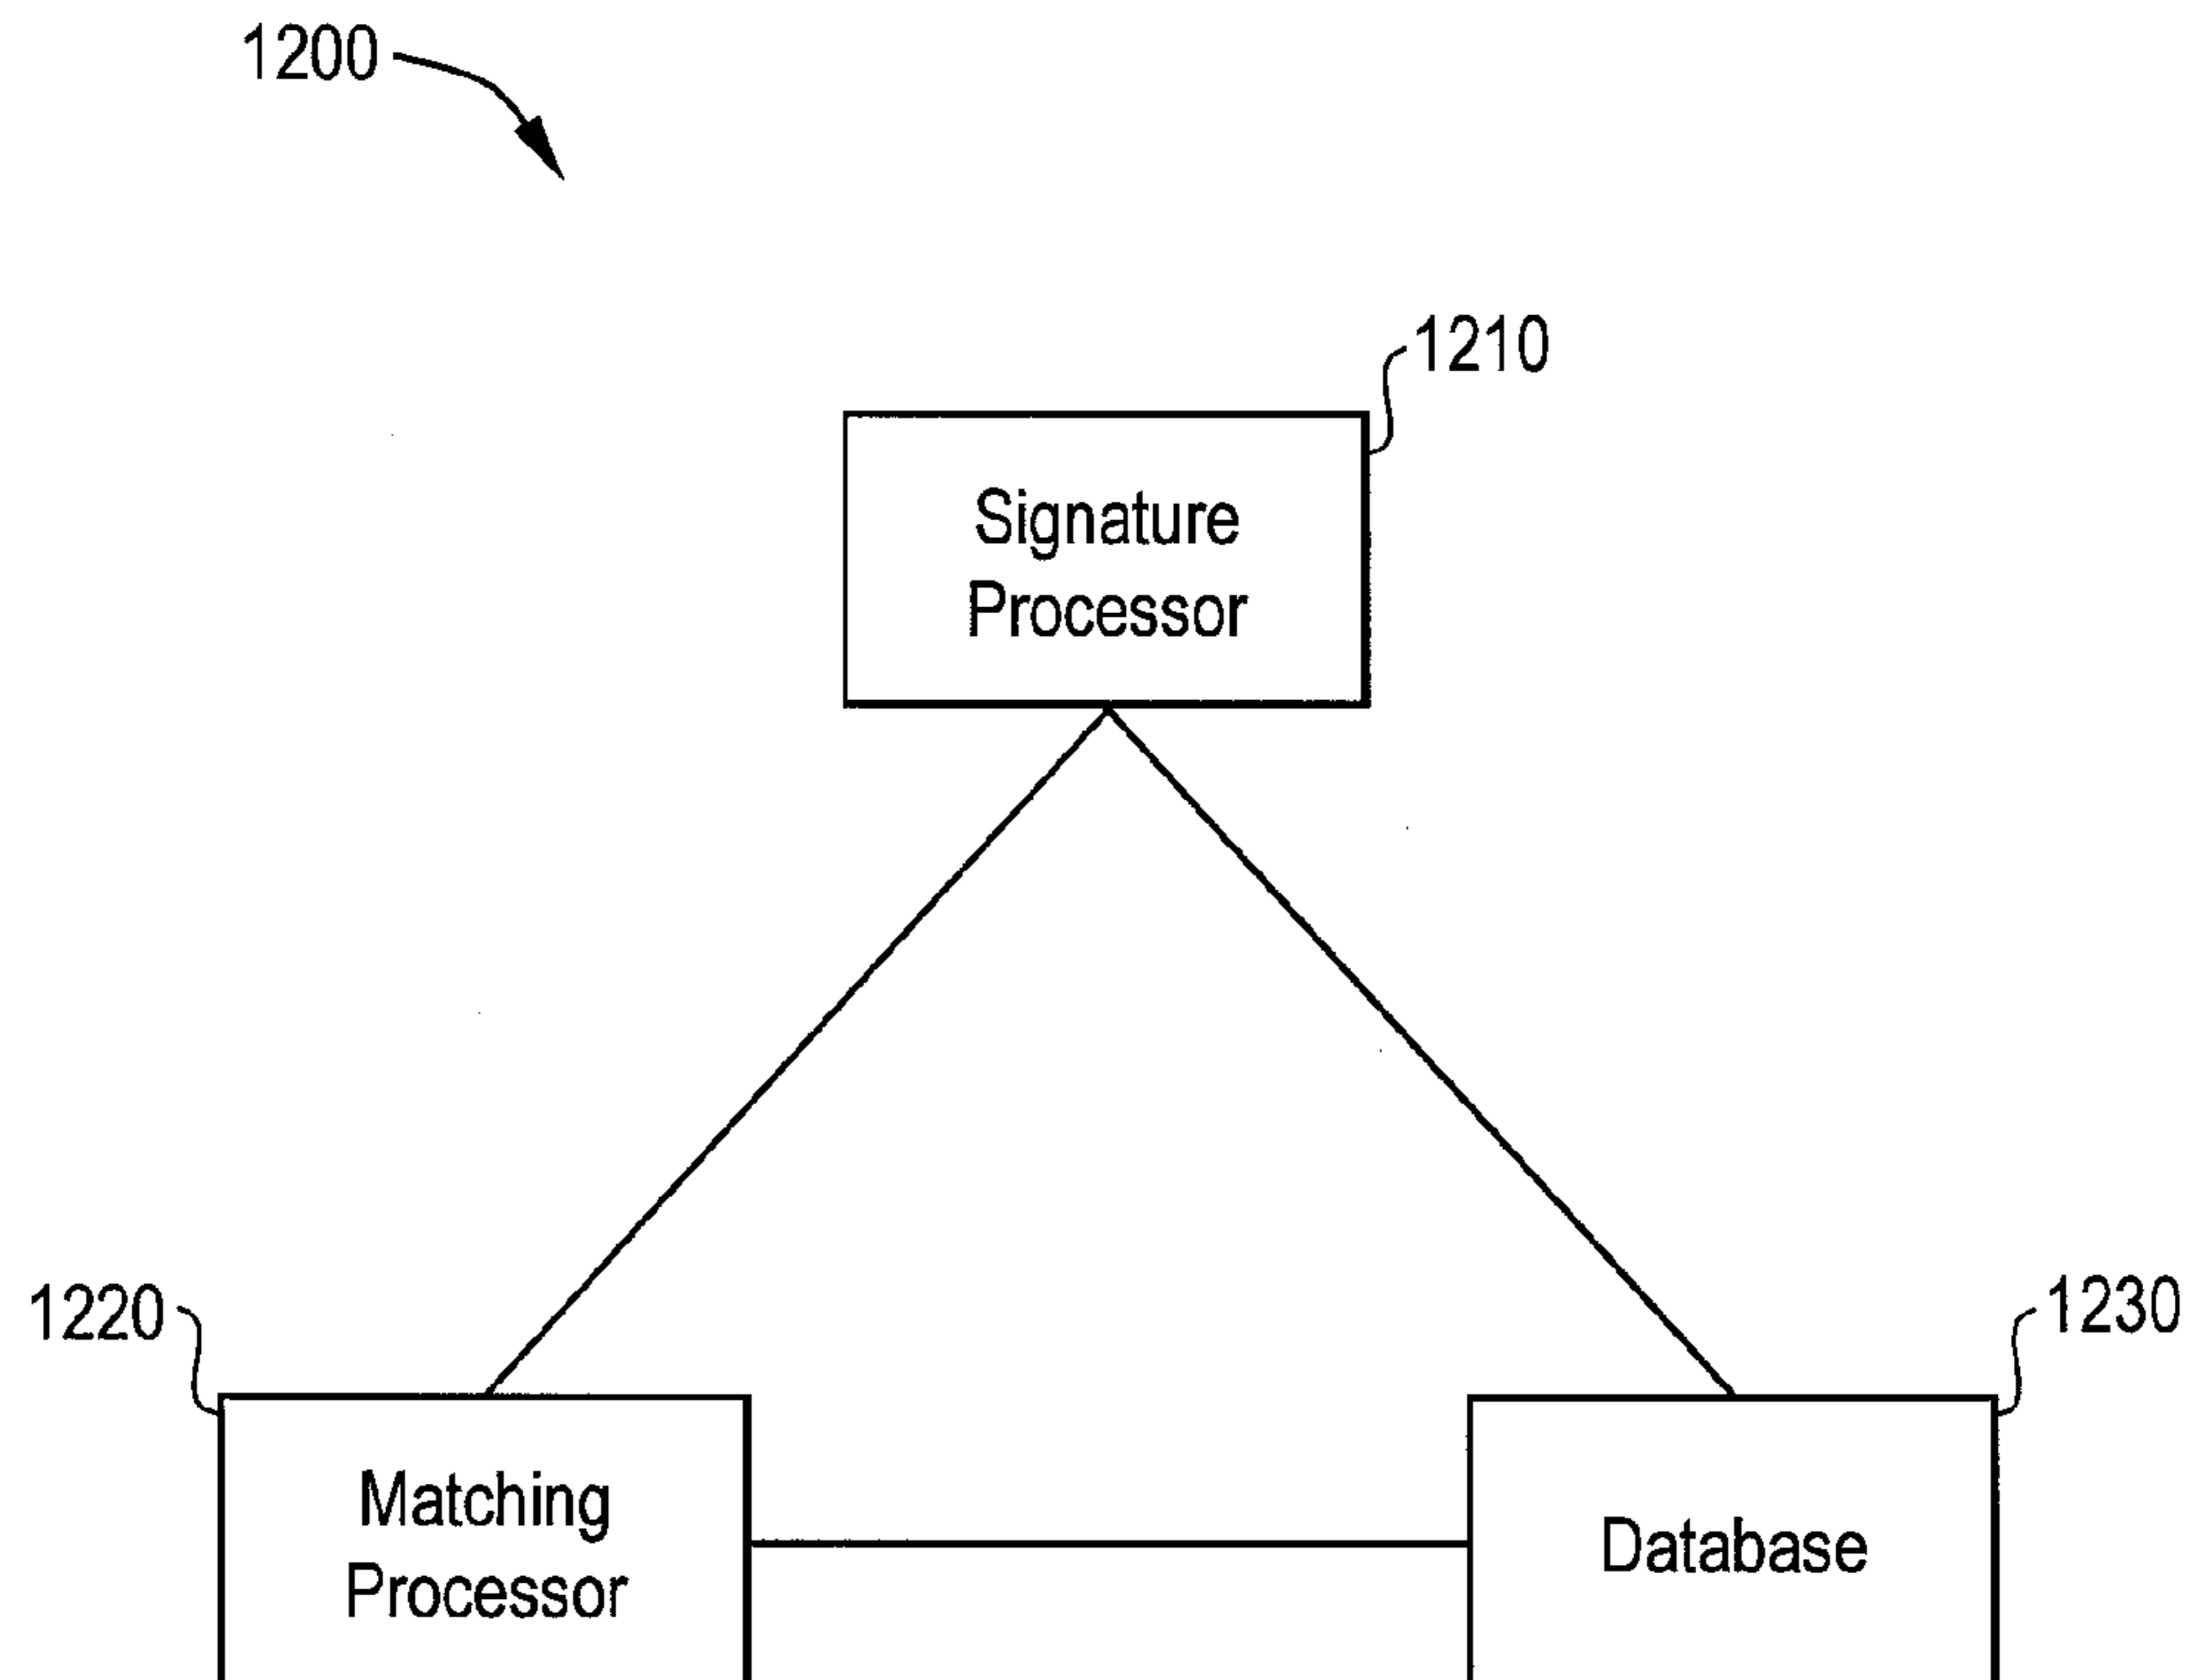 1200
1210
Signature
Processor
1220
1230
Matching
Processor
Database